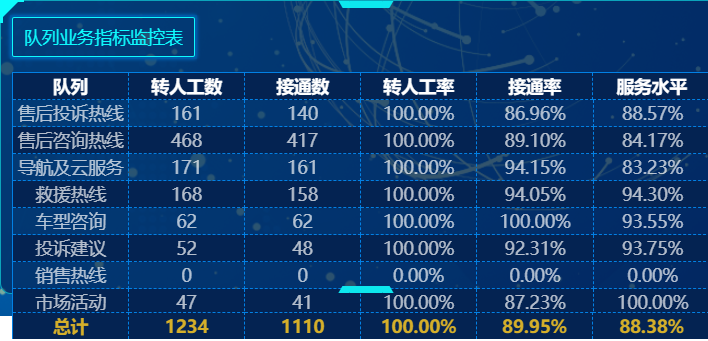 队列业务指标监控表
队列 转人工数 接通数 转人工率 接通率 服务水平
售后投诉热线 161 140 100.00% 86.96% 88.57%
售后咨询热线 468 417 100.00% 89.10% 84.17%
导航及云服务 171 161 100.00% 94.15% 83.23%
救援热线 168 158 100.00% 94.05% 94.30%
车型咨询 62 62 100.00% 100.00% 93.55%
投诉建议 52 48 100.00% 92.31% 93.75%
销售热线 0 0 0.00% 0.00% 0.00%
市场活动 47 41 100.00% 87.23% 100.00%
总计 1234 1110 100.00% 89.95% 88.38%